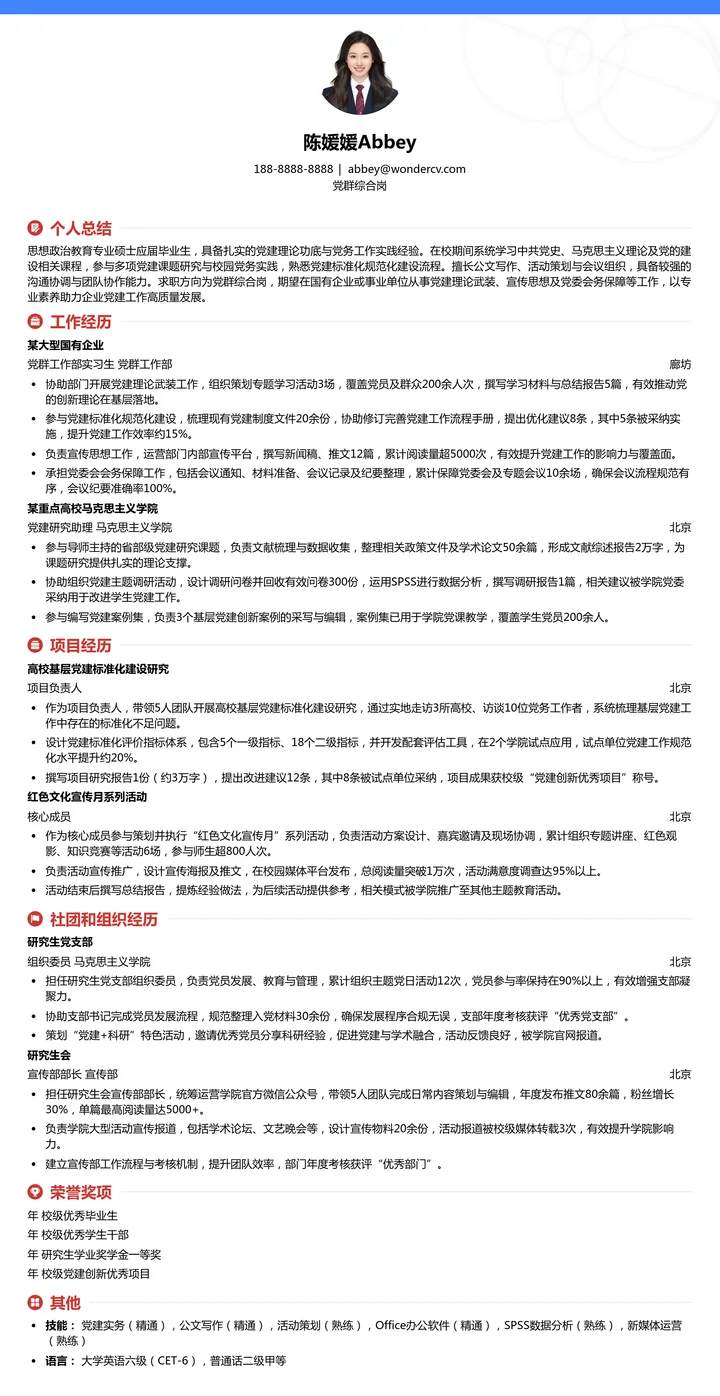 陈媛媛Abbey
188-8888-8888 | abbey@wondercv.com
党群综合岗
个人总结
思想政治教育专业硕士应届毕业生，具备扎实的党建理论功底与党务工作实践经验。在校期间系统学习中共党史、马克思主义理论及党的建
设相关课程，参与多项党建课题研究与校园党务实践，熟悉党建标准化规范化建设流程。擅长公文写作、活动策划与会议组织，具备较强的
沟通协调与团队协作能力。求职方向为党群综合岗，期望在国有企业或事业单位从事党建理论武装、宣传思想及党委会务保障等工作，以专
业素养助力企业党建工作高质量发展。
工作经历
某大型国有企业
党群工作部实习生 党群工作部 廊坊
• 协助部门开展党建理论武装工作，组织策划专题学习活动3场，覆盖党员及群众200余人次，撰写学习材料与总结报告5篇，有效推动党
的创新理论在基层落地。
• 参与党建标准化规范化建设，梳理现有党建制度文件20余份，协助修订完善党建工作流程手册，提出优化建议8条，其中5条被采纳实
施，提升党建工作效率约15%。
• 负责宣传思想工作，运营部门内部宣传平台，撰写新闻稿、推文12篇，累计阅读量超5000次，有效提升党建工作的影响力与覆盖面。
• 承担党委会会务保障工作，包括会议通知、材料准备、会议记录及纪要整理，累计保障党委会及专题会议10余场，确保会议流程规范有
序，会议纪要准确率100%。
某重点高校马克思主义学院
党建研究助理 马克思主义学院 北京
• 参与导师主持的省部级党建研究课题，负责文献梳理与数据收集，整理相关政策文件及学术论文50余篇，形成文献综述报告2万字，为
课题研究提供扎实的理论支撑。
• 协助组织党建主题调研活动，设计调研问卷并回收有效问卷300份，运用SPSS进行数据分析，撰写调研报告1篇，相关建议被学院党委
采纳用于改进学生党建工作。
• 参与编写党建案例集，负责3个基层党建创新案例的采写与编辑，案例集已用于学院党课教学，覆盖学生党员200余人。
项目经历
高校基层党建标准化建设研究
项目负责人 北京
• 作为项目负责人，带领5人团队开展高校基层党建标准化建设研究，通过实地走访3所高校、访谈10位党务工作者，系统梳理基层党建工
作中存在的标准化不足问题。
• 设计党建标准化评价指标体系，包含5个一级指标、18个二级指标，并开发配套评估工具，在2个学院试点应用，试点单位党建工作规范
化水平提升约20%。
• 撰写项目研究报告1份（约3万字），提出改进建议12条，其中8条被试点单位采纳，项目成果获校级“党建创新优秀项目”称号。
红色文化宣传月系列活动
核心成员 北京
• 作为核心成员参与策划并执行“红色文化宣传月”系列活动，负责活动方案设计、嘉宾邀请及现场协调，累计组织专题讲座、红色观
影、知识竞赛等活动6场，参与师生超800人次。
• 负责活动宣传推广，设计宣传海报及推文，在校园媒体平台发布，总阅读量突破1万次，活动满意度调查达95%以上。
• 活动结束后撰写总结报告，提炼经验做法，为后续活动提供参考，相关模式被学院推广至其他主题教育活动。
社团和组织经历
研究生党支部
组织委员 马克思主义学院 北京
• 担任研究生党支部组织委员，负责党员发展、教育与管理，累计组织主题党日活动12次，党员参与率保持在90%以上，有效增强支部凝
聚力。
• 协助支部书记完成党员发展流程，规范整理入党材料30余份，确保发展程序合规无误，支部年度考核获评“优秀党支部”。
• 策划“党建+科研”特色活动，邀请优秀党员分享科研经验，促进党建与学术融合，活动反馈良好，被学院官网报道。
研究生会
宣传部部长 宣传部 北京
• 担任研究生会宣传部部长，统筹运营学院官方微信公众号，带领5人团队完成日常内容策划与编辑，年度发布推文80余篇，粉丝增长
30%，单篇最高阅读量达5000+。
• 负责学院大型活动宣传报道，包括学术论坛、文艺晚会等，设计宣传物料20余份，活动报道被校级媒体转载3次，有效提升学院影响
力。
• 建立宣传部工作流程与考核机制，提升团队效率，部门年度考核获评“优秀部门”。
荣誉奖项
年 校级优秀毕业生
年 校级优秀学生干部
年 研究生学业奖学金一等奖
年 校级党建创新优秀项目
其他
• 技能： 党建实务（精通），公文写作（精通），活动策划（熟练），Office办公软件（精通），SPSS数据分析（熟练），新媒体运营
（熟练）
• 语言： 大学英语六级（CET-6），普通话二级甲等